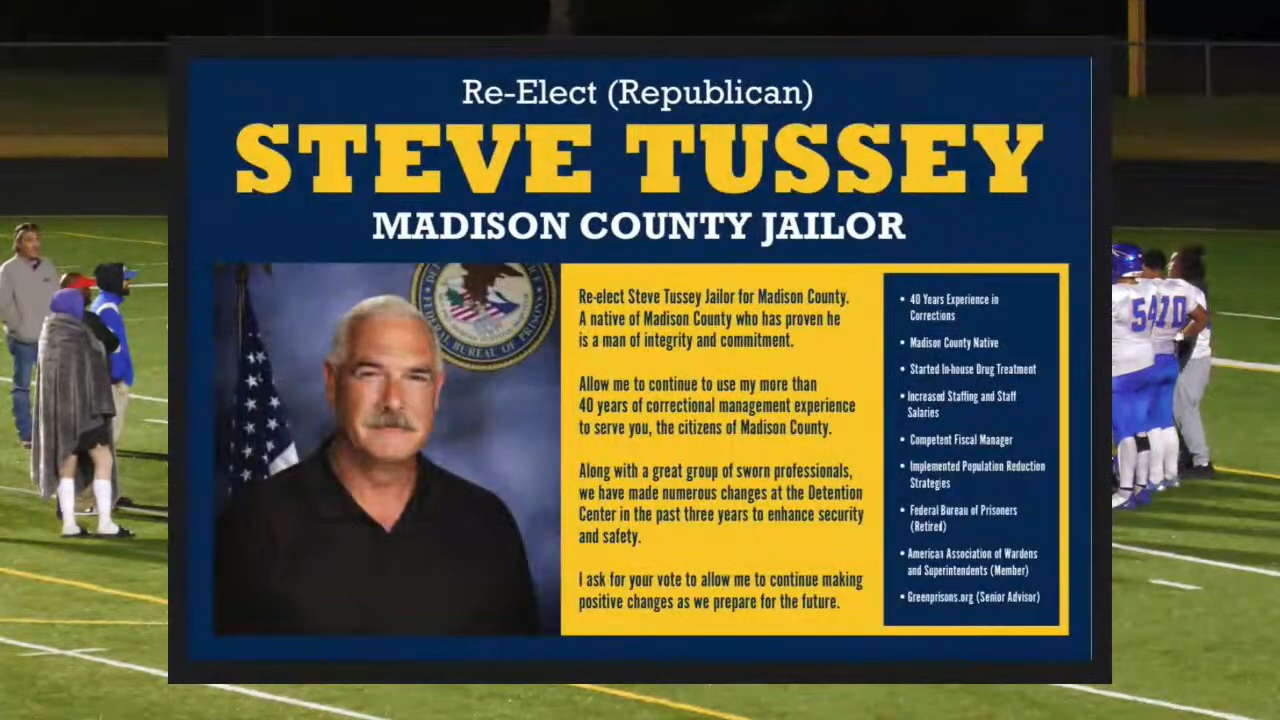 Re-Elect (Republican)
STEVE TUSSEY
MADISON COUNTY JAILOR
FEDERAL BUREAU OF PRISONS
Re-elect Steve Tussey Jailor for Madison County.
A native of Madison County who has proven he
is a man of integrity and commitment.
Allow me to continue to use my more than
40 years of correctional management experience
to serve you, the citizens of Madison County.
Along with a great group of sworn professionals,
we have made numerous changes at the Detention
Center in the past three years to enhance security
and safety.
I ask for your vote to allow me to continue making
positive changes as we prepare for the future.
• 40 Years Experience in
Corrections
• Madison County Native
• Started In-house Drug Treatment
• Increased Staffing and Staff
Salaries
• Competent Fiscal Manager
• Implemented Population Reduction
Strategies
• Federal Bureau of Prisoners
(Retired)
• American Association of Wardens
and Superintendents (Member)
• Greenprisons.org (Senior Advisor)
54
70